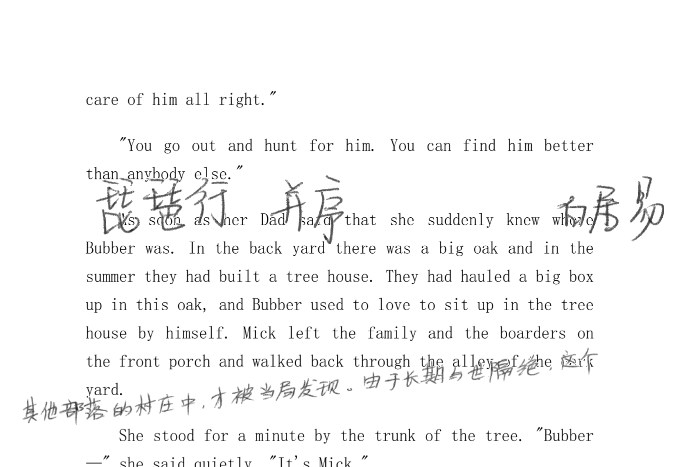 care of him all right."
"You go out and hunt for him. You can find him better
than anybody else."
琵琶行 并序 白居易
As soon as her Dad said that she suddenly knew where
Bubber was. In the back yard there was a big oak and in the
summer they had built a tree house. They had hauled a big box
up in this oak, and Bubber used to love to sit up in the tree
house by himself. Mick left the family and the boarders on
the front porch and walked back through the alley of the dark
yard.
其他部落的村庄中，才被当局发现。由于长期与世隔绝，这个
She stood for a minute by the trunk of the tree. "Bubber
—" she said quietly. "It's Mick."